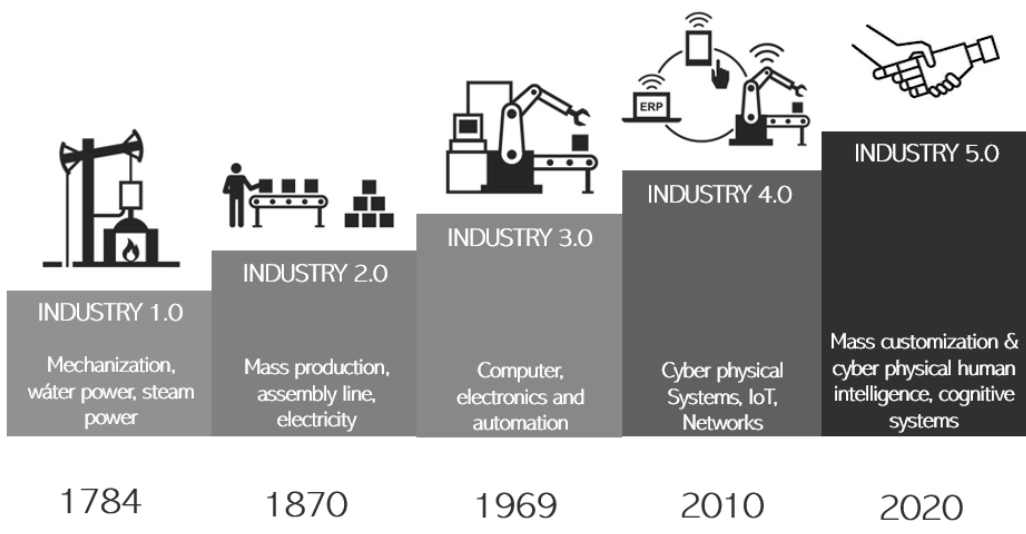 ERP
INDUSTRY 1.0
Mechanization,
wáter power, steam
power
INDUSTRY 2.0
Mass production,
assembly line,
electricity
INDUSTRY 3.0
Computer,
electronics and
automation
INDUSTRY 4.0
Cyber physical
Systems, IoT,
Networks
INDUSTRY 5.0
Mass customization &
cyber physical human
intelligence, cognitive
systems
1784
1870
1969
2010
2020